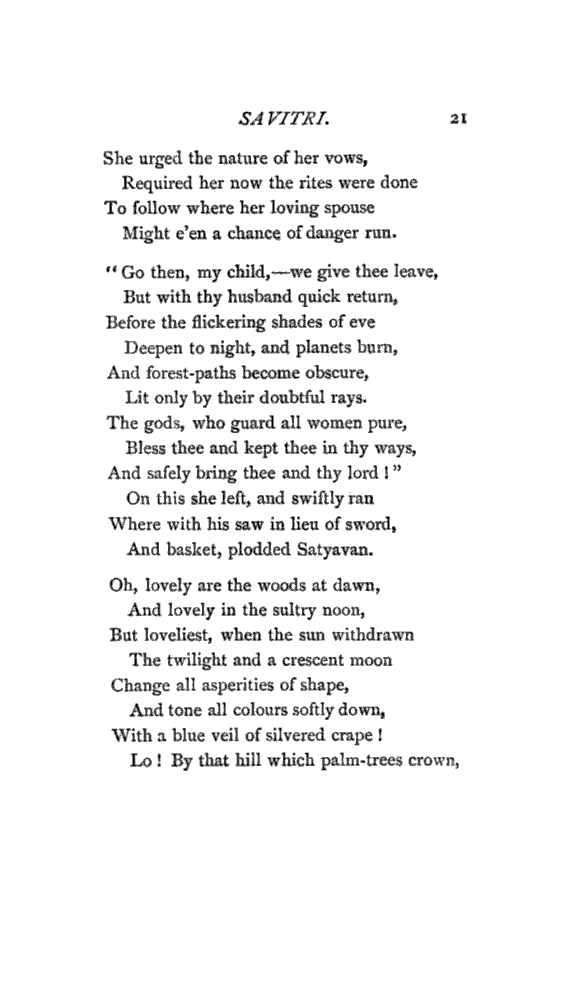 SAVITRI. 21
She urged the nature of her vows,
Required her now the rites were done
To follow where her loving spouse
Might e'en a chance of danger run.
“Go then, my child,—we give thee leave,
But with thy husband quick return,
Before the flickering shades of eve
Deepen to night, and planets burn,
And forest-paths become obscure,
Lit only by their doubtful rays.
The gods, who guard all women pure,
Bless thee and kept thee in thy ways,
And safely bring thee and thy lord!”
On this she left, and swiftly ran
Where with his saw in lieu of sword,
And basket, plodded Satyavan.
Oh, lovely are the woods at dawn,
And lovely in the sultry noon,
But loveliest, when the sun withdrawn
The twilight and a crescent moon
Change all asperities of shape,
And tone all colours softly down,
With a blue veil of silvered crape!
Lo! By that hill which palm-trees crown,